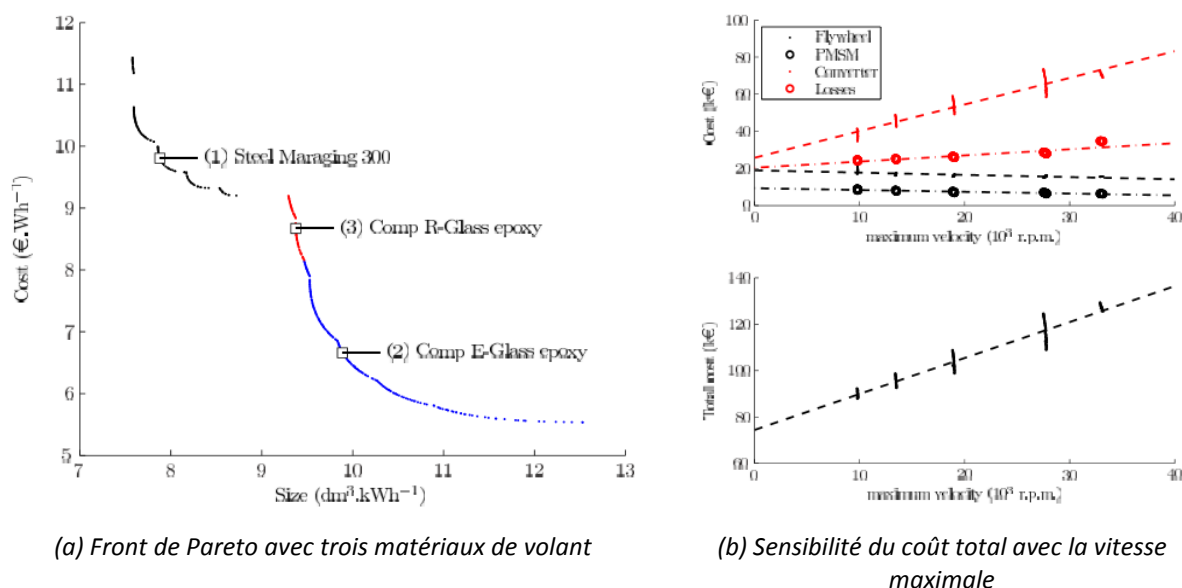 12
11
10
9
8
7
6
5
Cost (€.Wh⁻¹)
(1) Steel Maraging 300
(3) Comp R-Glass epoxy
(2) Comp E-Glass epoxy
7 8 9 10 11 12 13
Size (dm³.kWh⁻¹)
100
80
60
40
20
0
Cost (k€)
Flywheel
PMSM
Converter
Losses
0 10 20 30 40
maximum velocity (10³ r.p.m.)
140
120
100
80
60
Total cost (k€)
0 10 20 30 40
maximum velocity (10³ r.p.m.)
(a) Front de Pareto avec trois matériaux de volant
(b) Sensibilité du coût total avec la vitesse
maximale